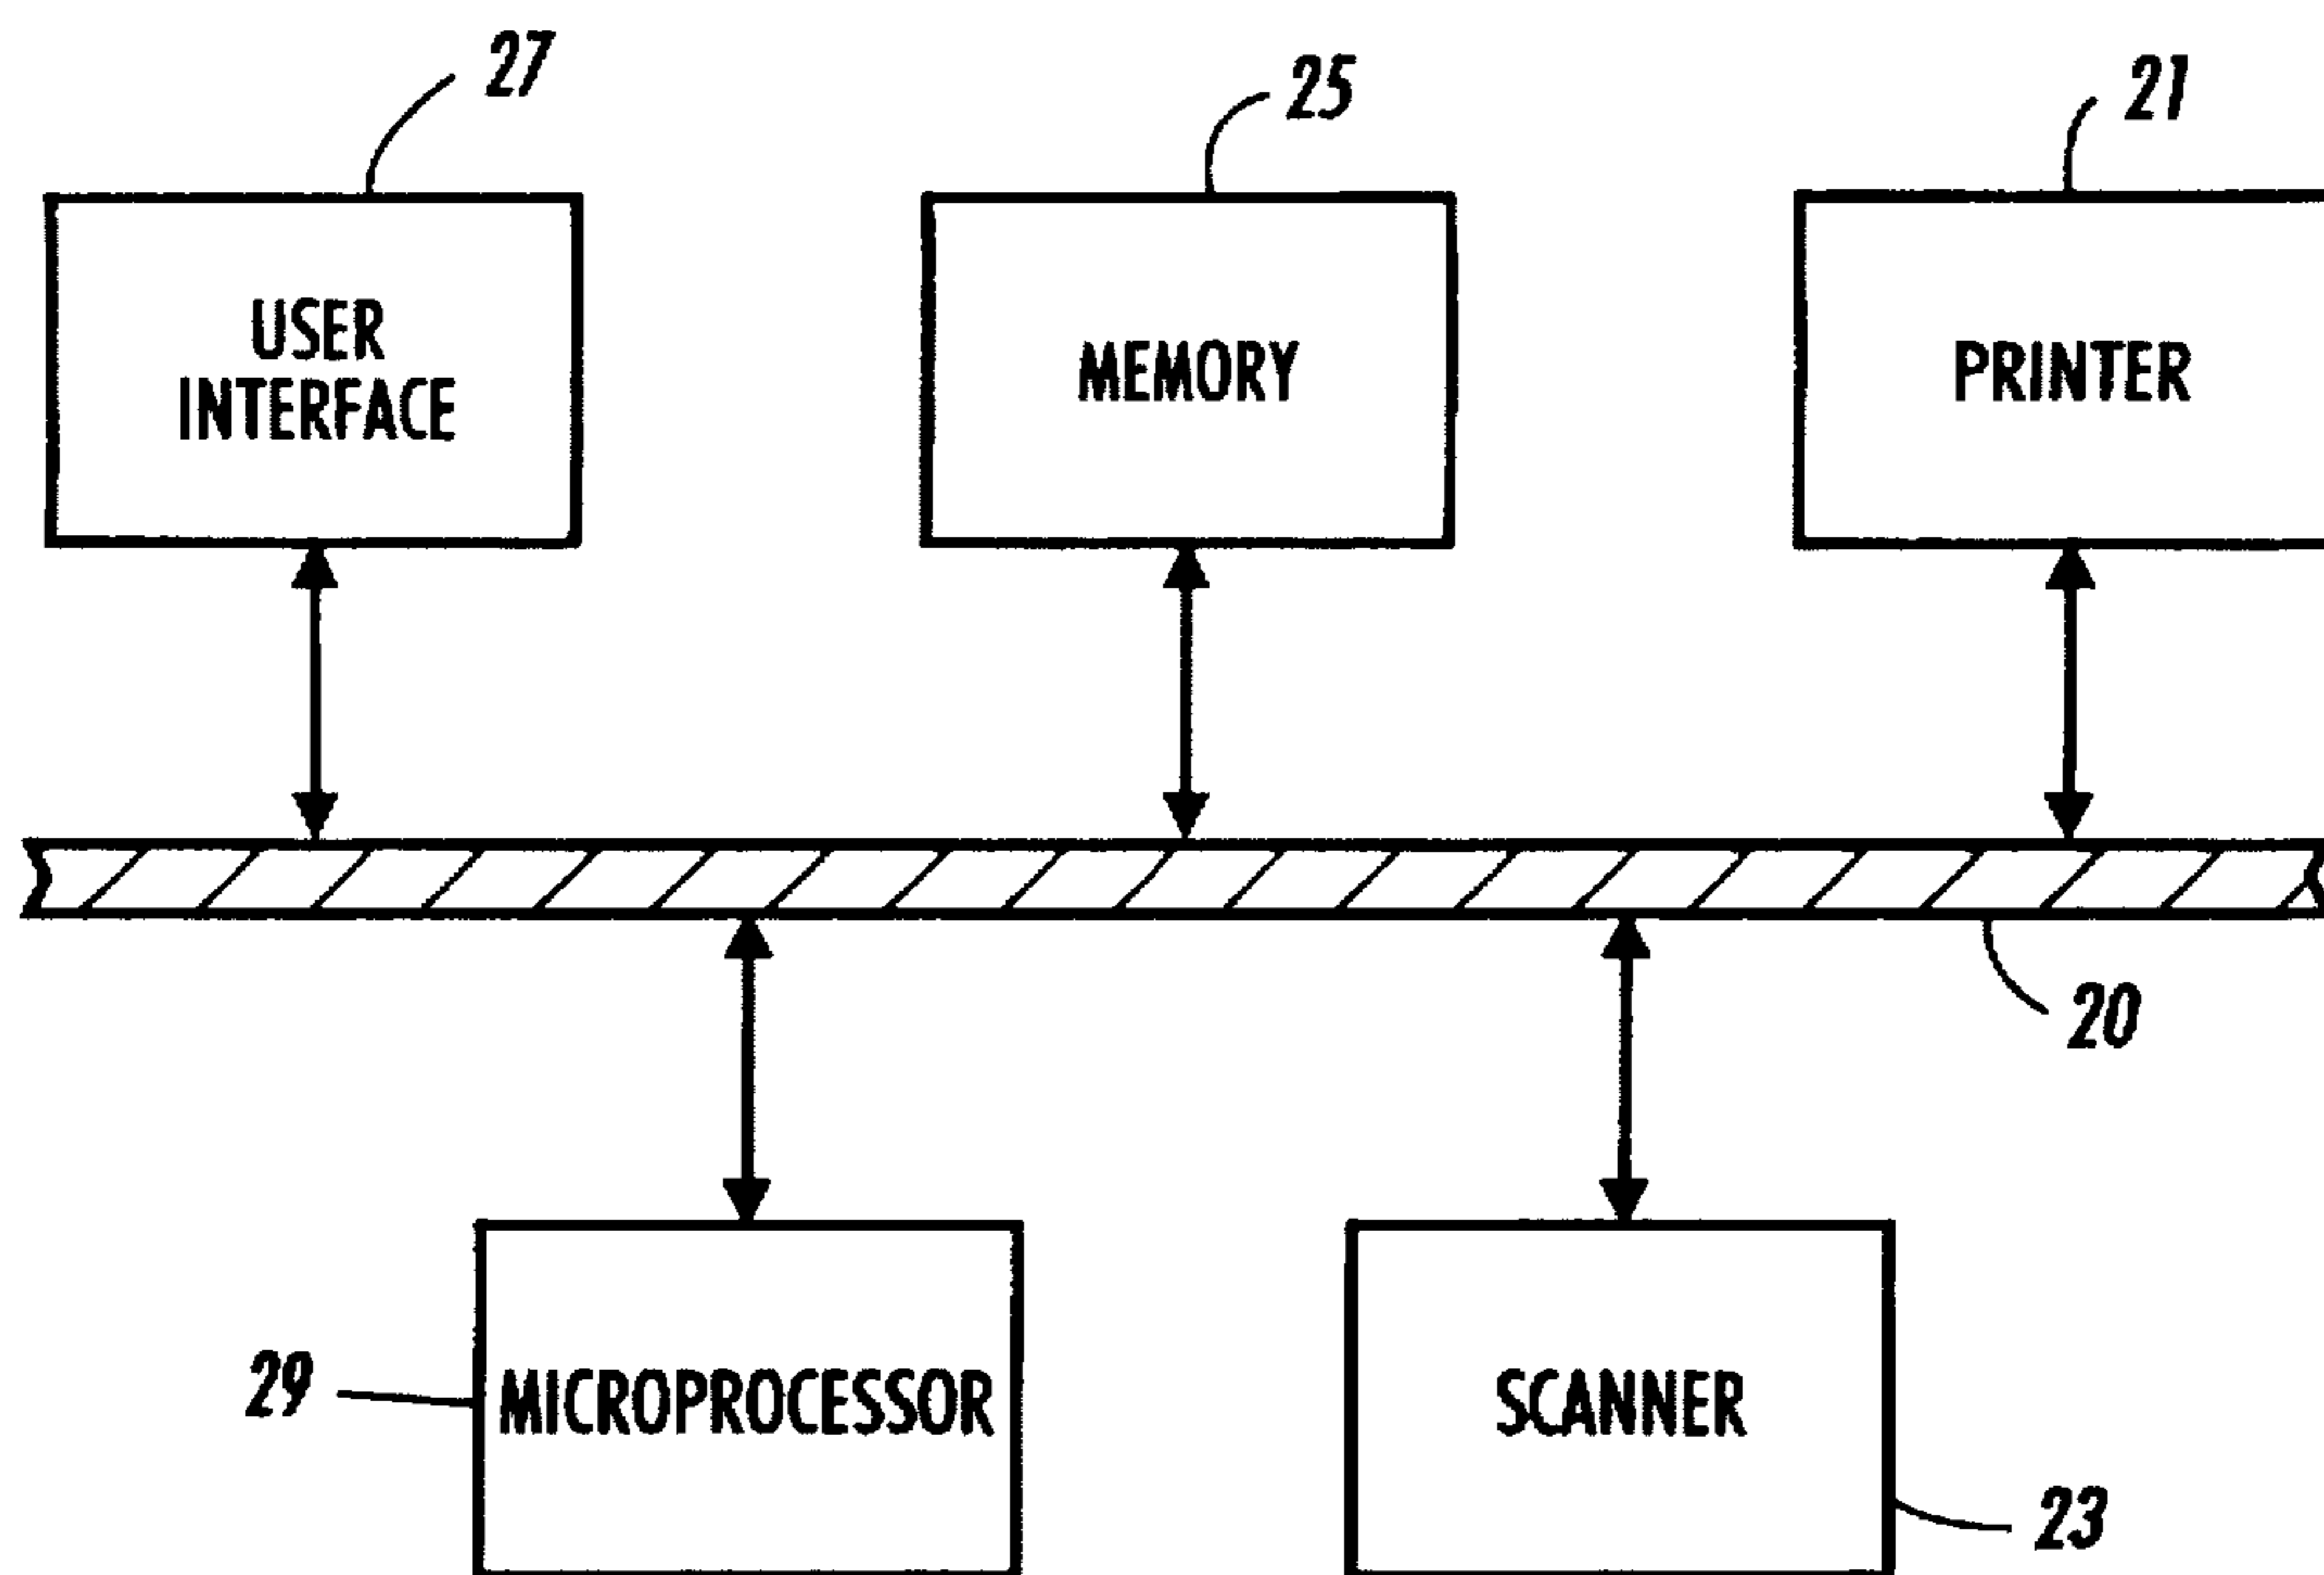 27
25
21
USER
INTERFACE
MEMORY
PRINTER
20
29
MICROPROCESSOR
SCANNER
23